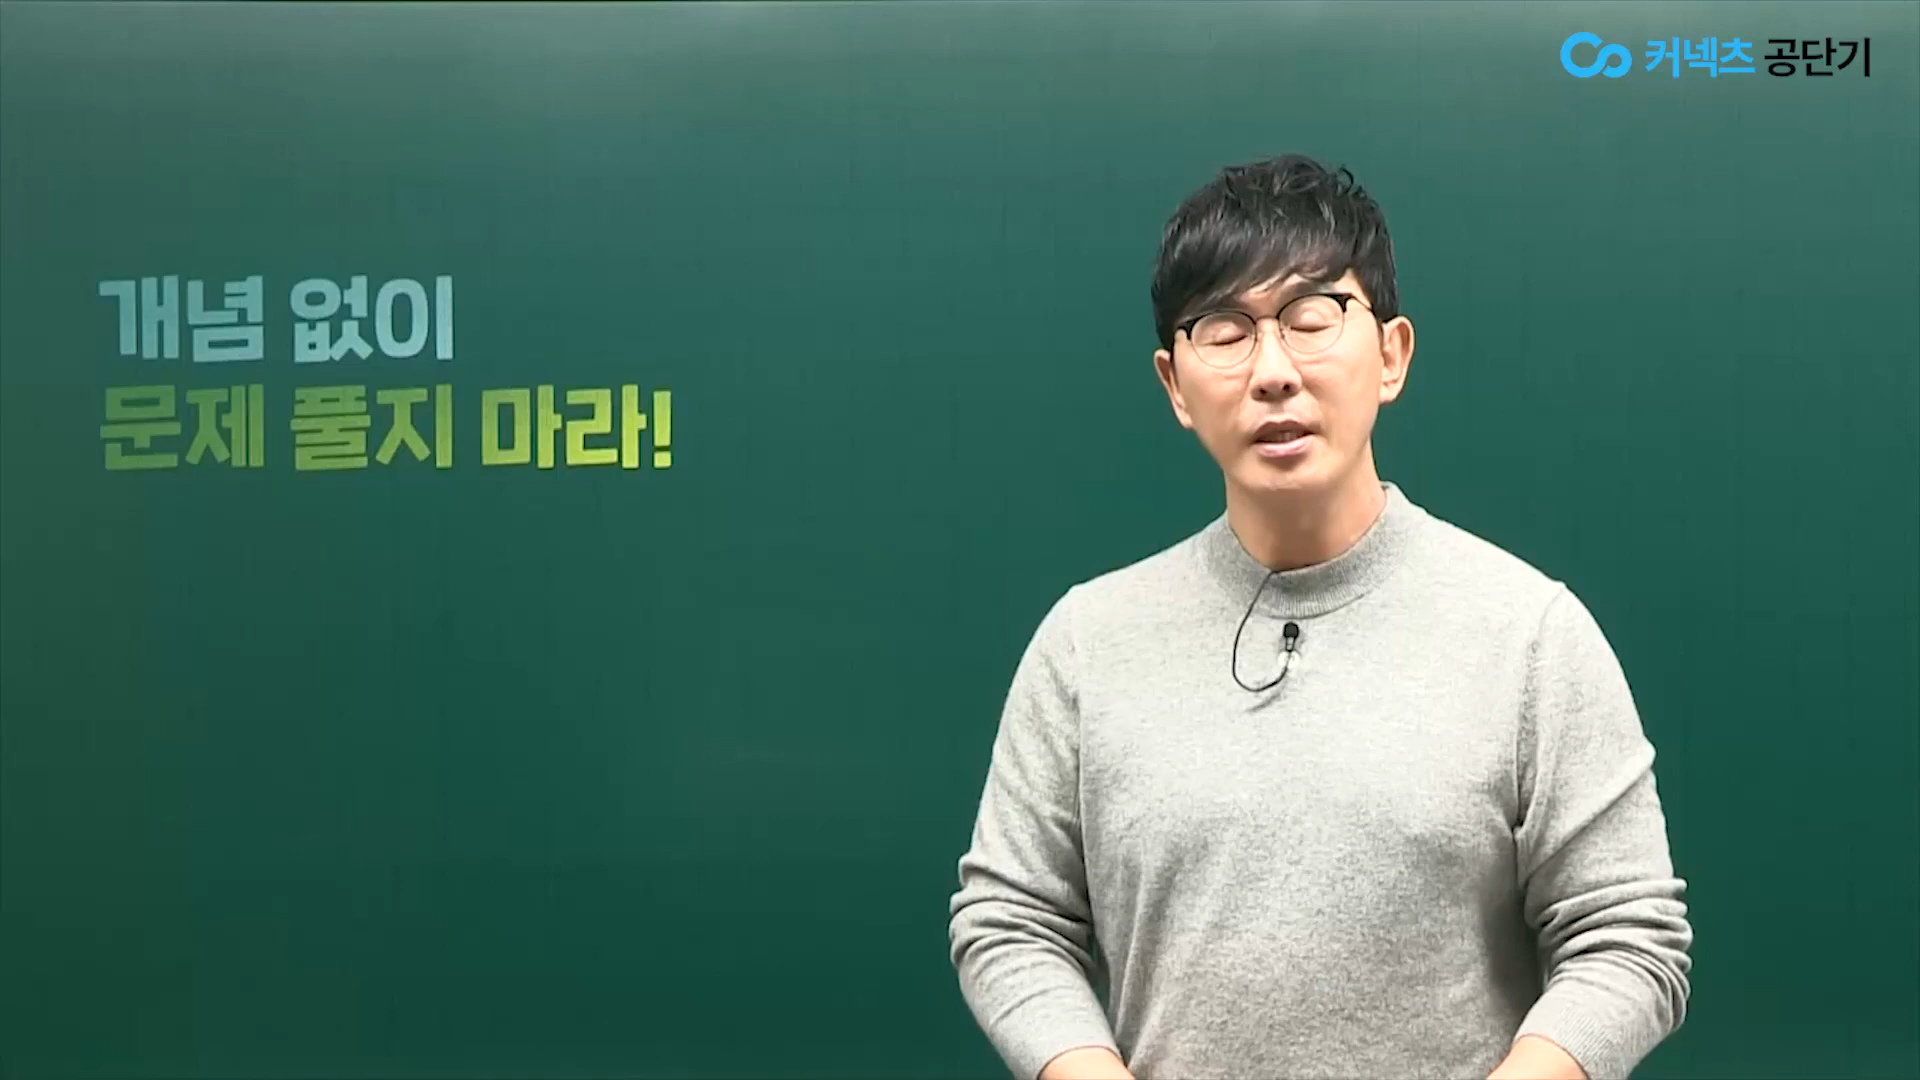 커넥츠 공단기
개념 없이
문제 풀지 마라!